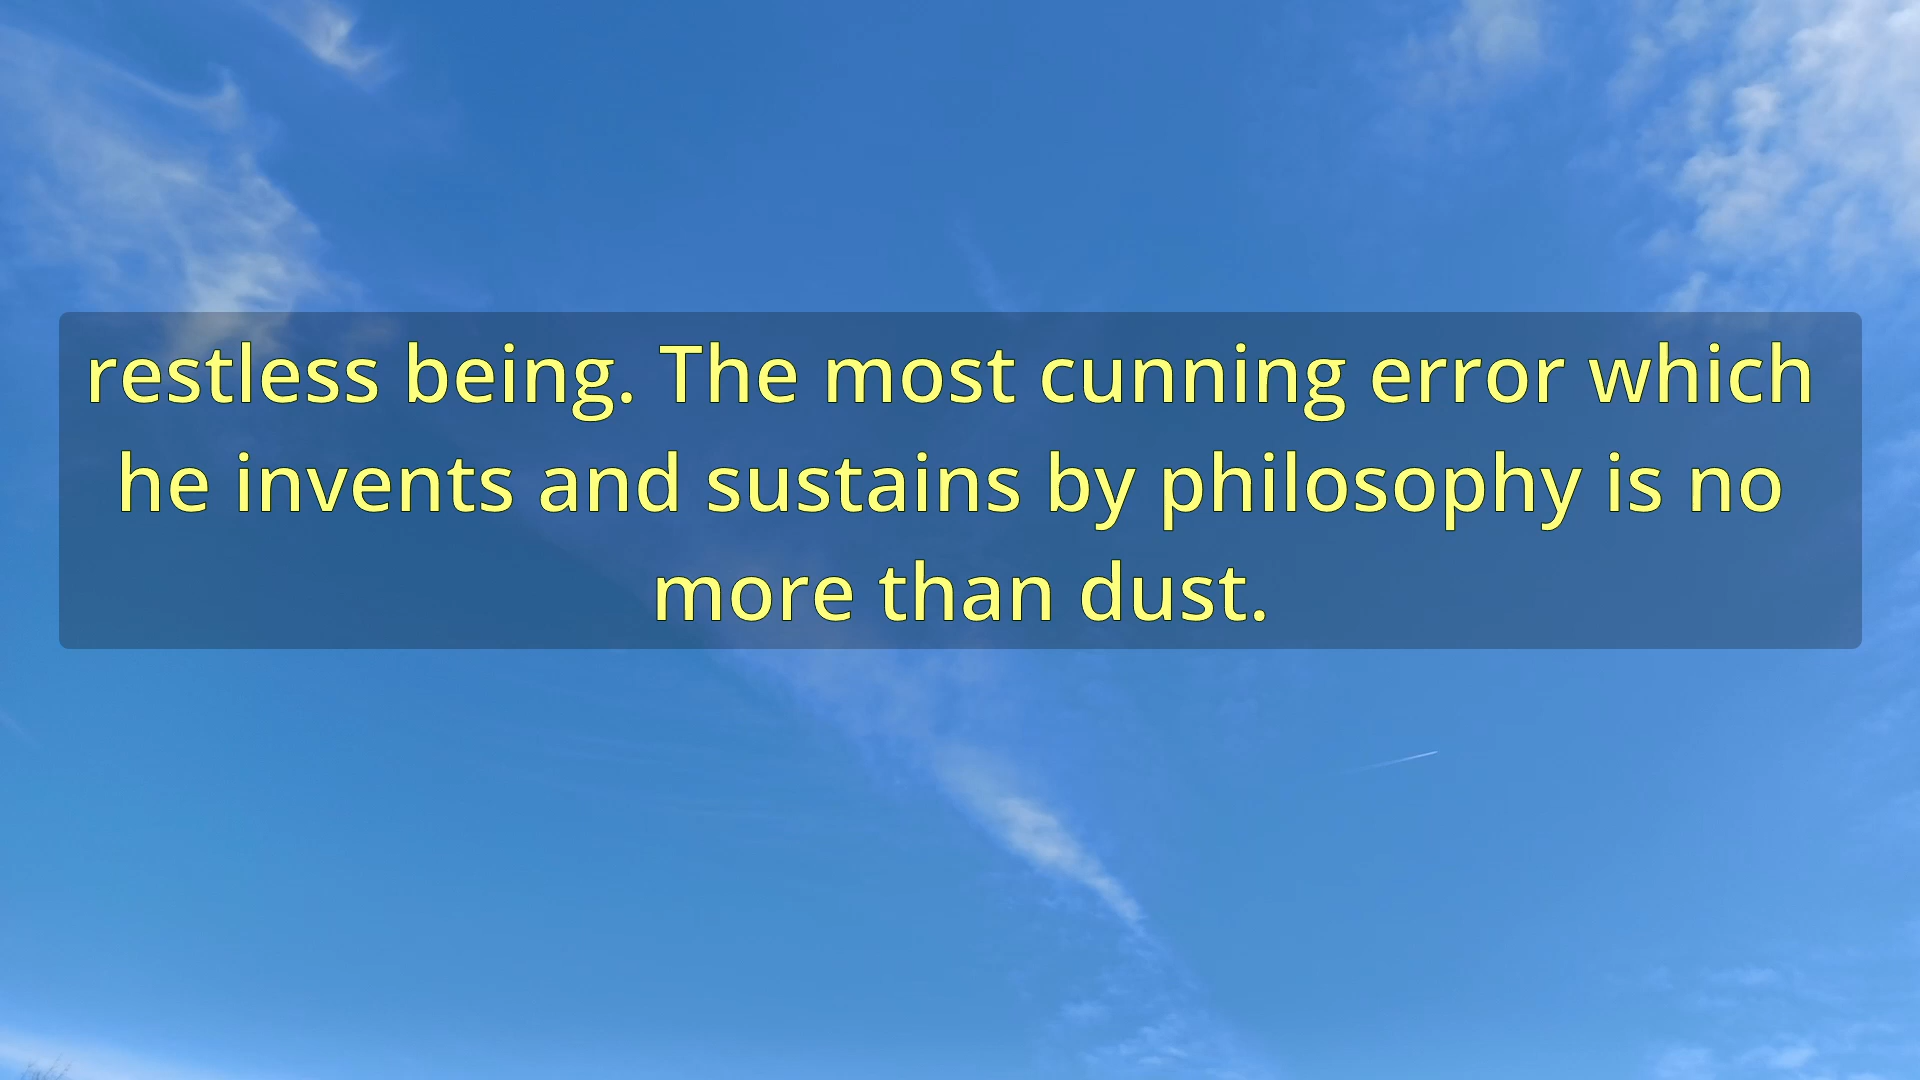 restless being. The most cunning error which
he invents and sustains by philosophy is no
more than dust.